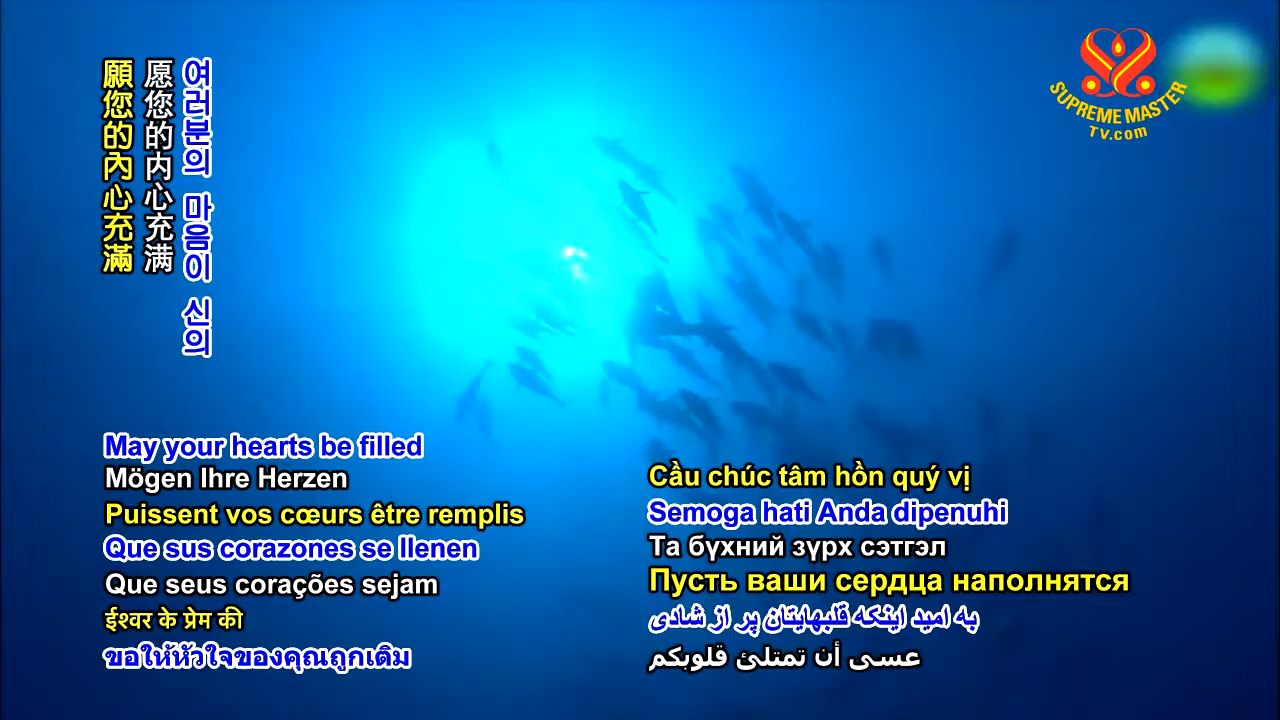 願您的內心充滿
愿您的内心充满
여러분의 마음이 신의
SUPREME MASTER
TV.com
May your hearts be filled
Mögen Ihre Herzen
Puissent vos cœurs être remplis
Que sus corazones se llenen
Que seus corações sejam
ईश्वर के प्रेम की
ขอให้หัวใจของคุณถูกเติม
Cầu chúc tâm hồn quý vị
Semoga hati Anda dipenuhi
Та бүхний зүрх сэтгэл
Пусть ваши сердца наполнятся
به امید اینکه قلبهایتان پر از شادی
عسى أن تمتلئ قلوبكم